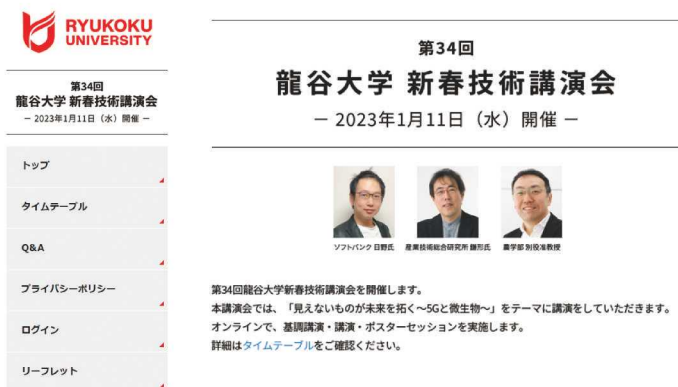 RYUKOKU
UNIVERSITY
第34回
龍谷大学 新春技術講演会
－ 2023年1月11日（水）開催 －
トップ
タイムテーブル
Q&A
プライバシーポリシー
ログイン
リーフレット
第34回
龍谷大学 新春技術講演会
－ 2023年1月11日（水）開催 －
ソフトバンク 日野氏
産業技術総合研究所 鎌形氏
農学部 別役准教授
第34回龍谷大学新春技術講演会を開催します。
本講演会では、「見えないものが未来を拓く～5Gと微生物～」をテーマに講演をしていただきます。
オンラインで、基調講演・講演・ポスターセッションを実施します。
詳細はタイムテーブルをご確認ください。